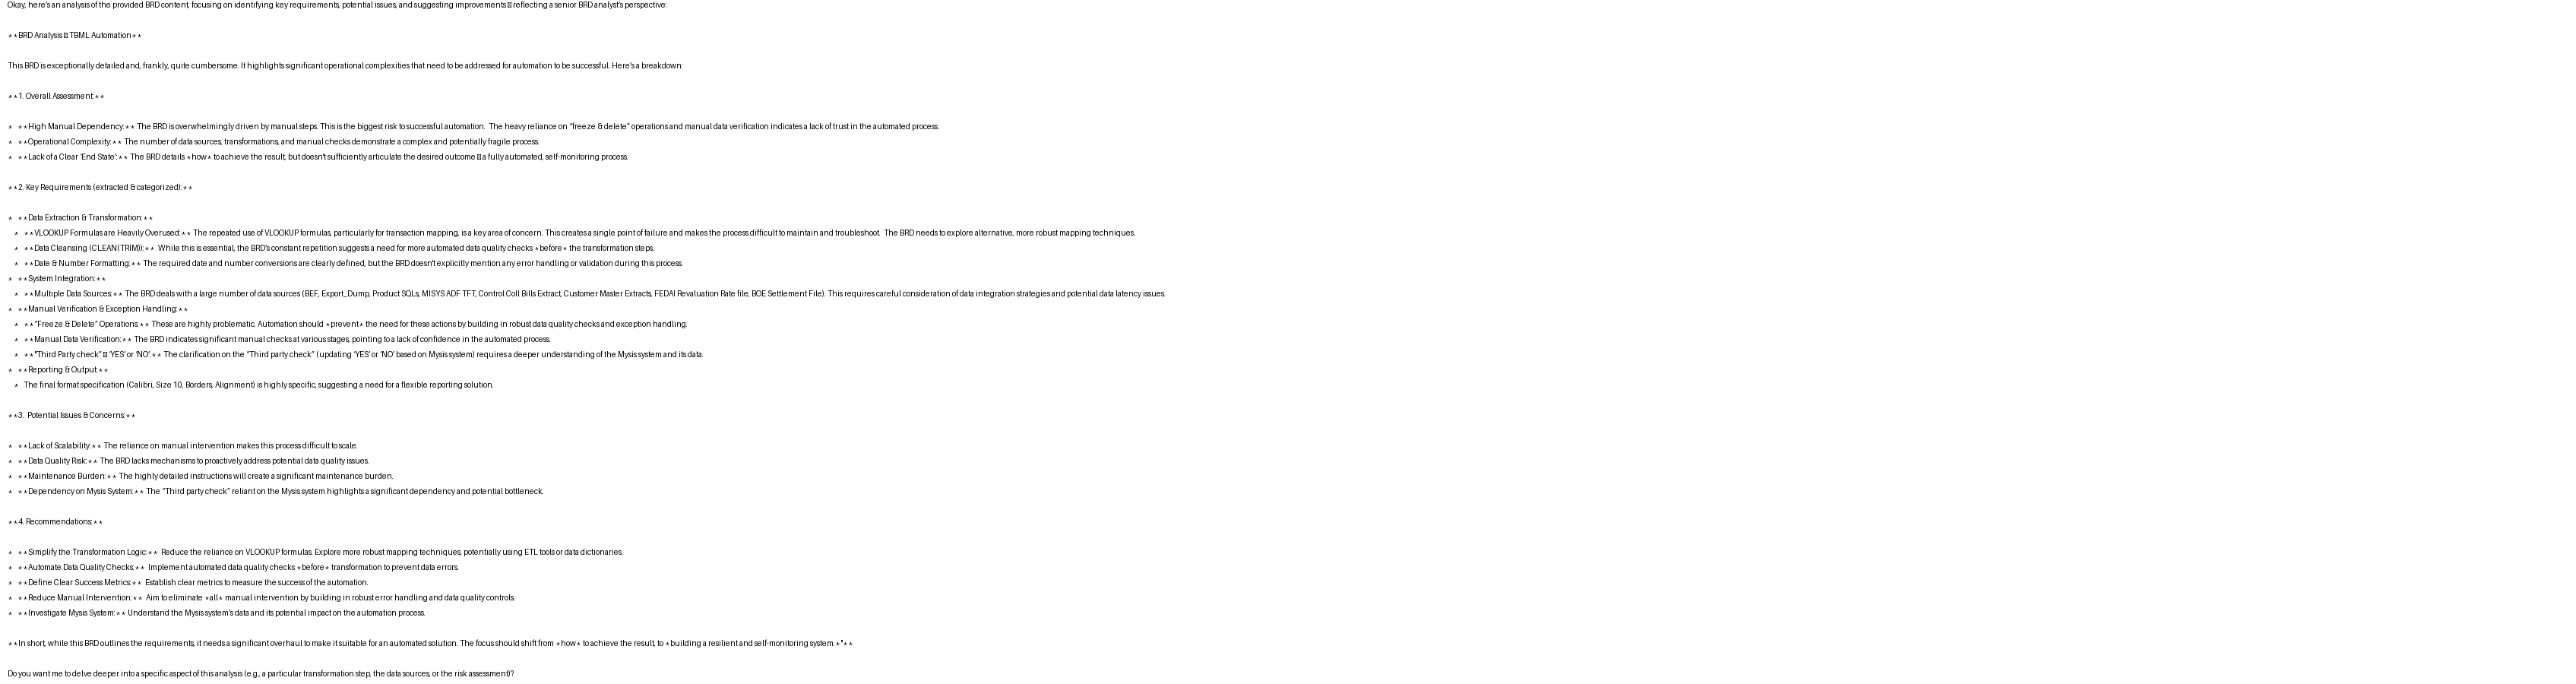 Okay, here's an analysis of the provided BRD content, focusing on identifying key requirements, potential issues, and suggesting improvements – reflecting a senior BRD analyst's perspective:
**BRD Analysis – TBML Automation**
This BRD is exceptionally detailed and, frankly, quite cumbersome. It highlights significant operational complexities that need to be addressed for automation to be successful. Here's a breakdown:
**1. Overall Assessment:**
*   **High Manual Dependency:** The BRD is overwhelmingly driven by manual steps. This is the biggest risk to successful automation.  The heavy reliance on "freeze & delete" operations and manual data verification indicates a lack of trust in the automated process.
*   **Operational Complexity:** The number of data sources, transformations, and manual checks demonstrate a complex and potentially fragile process.
*   **Lack of a Clear 'End State':** The BRD details *how* to achieve the result, but doesn't sufficiently articulate the desired outcome – a fully automated, self-monitoring process.
**2. Key Requirements (extracted & categorized):**
*   **Data Extraction & Transformation:**
    *   **VLOOKUP Formulas are Heavily Overused:** The repeated use of VLOOKUP formulas, particularly for transaction mapping, is a key area of concern. This creates a single point of failure and makes the process difficult to maintain and troubleshoot.  The BRD needs to explore alternative, more robust mapping techniques.
    *   **Data Cleansing (CLEAN(TRIM)):**  While this is essential, the BRD's constant repetition suggests a need for more automated data quality checks *before* the transformation steps.
    *   **Date & Number Formatting:** The required date and number conversions are clearly defined, but the BRD doesn't explicitly mention any error handling or validation during this process.
*   **System Integration:**
    *   **Multiple Data Sources:** The BRD deals with a large number of data sources (BEF, Export_Dump, Product SQLs, MISYS ADF TFT, Control Coll Bills Extract, Customer Master Extracts, FEDAI Revaluation Rate file, BOE Settlement File). This requires careful consideration of data integration strategies and potential data latency issues.
*   **Manual Verification & Exception Handling:**
    *   **"Freeze & Delete" Operations:** These are highly problematic. Automation should *prevent* the need for these actions by building in robust data quality checks and exception handling.
    *   **Manual Data Verification:** The BRD indicates significant manual checks at various stages, pointing to a lack of confidence in the automated process.
    *   **"Third Party check" – 'YES' or 'NO':** The clarification on the "Third party check" (updating 'YES' or 'NO' based on Mysis system) requires a deeper understanding of the Mysis system and its data.
*   **Reporting & Output:**
    *   The final format specification (Calibri, Size 10, Borders, Alignment) is highly specific, suggesting a need for a flexible reporting solution.
**3.  Potential Issues & Concerns:**
*   **Lack of Scalability:** The reliance on manual intervention makes this process difficult to scale.
*   **Data Quality Risk:** The BRD lacks mechanisms to proactively address potential data quality issues.
*   **Maintenance Burden:** The highly detailed instructions will create a significant maintenance burden.
*   **Dependency on Mysis System:** The "Third party check" reliant on the Mysis system highlights a significant dependency and potential bottleneck.
**4. Recommendations:**
*   **Simplify the Transformation Logic:**  Reduce the reliance on VLOOKUP formulas. Explore more robust mapping techniques, potentially using ETL tools or data dictionaries.
*   **Automate Data Quality Checks:**  Implement automated data quality checks *before* transformation to prevent data errors.
*   **Define Clear Success Metrics:**  Establish clear metrics to measure the success of the automation.
*   **Reduce Manual Intervention:**  Aim to eliminate *all* manual intervention by building in robust error handling and data quality controls.
*   **Investigate Mysis System:** Understand the Mysis system's data and its potential impact on the automation process.
**In short, while this BRD outlines the requirements, it needs a significant overhaul to make it suitable for an automated solution. The focus should shift from *how* to achieve the result, to *building a resilient and self-monitoring system.*"**
Do you want me to delve deeper into a specific aspect of this analysis (e.g., a particular transformation step, the data sources, or the risk assessment)?